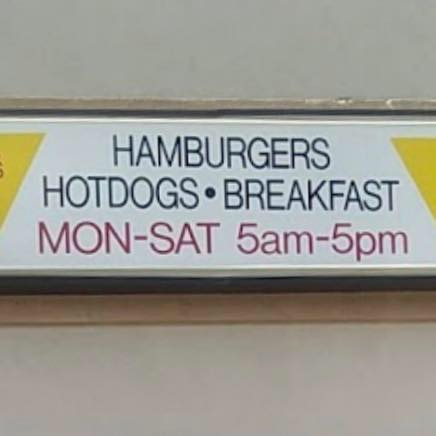 HAMBURGERS
HOTDOGS • BREAKFAST
MON-SAT 5am-5pm